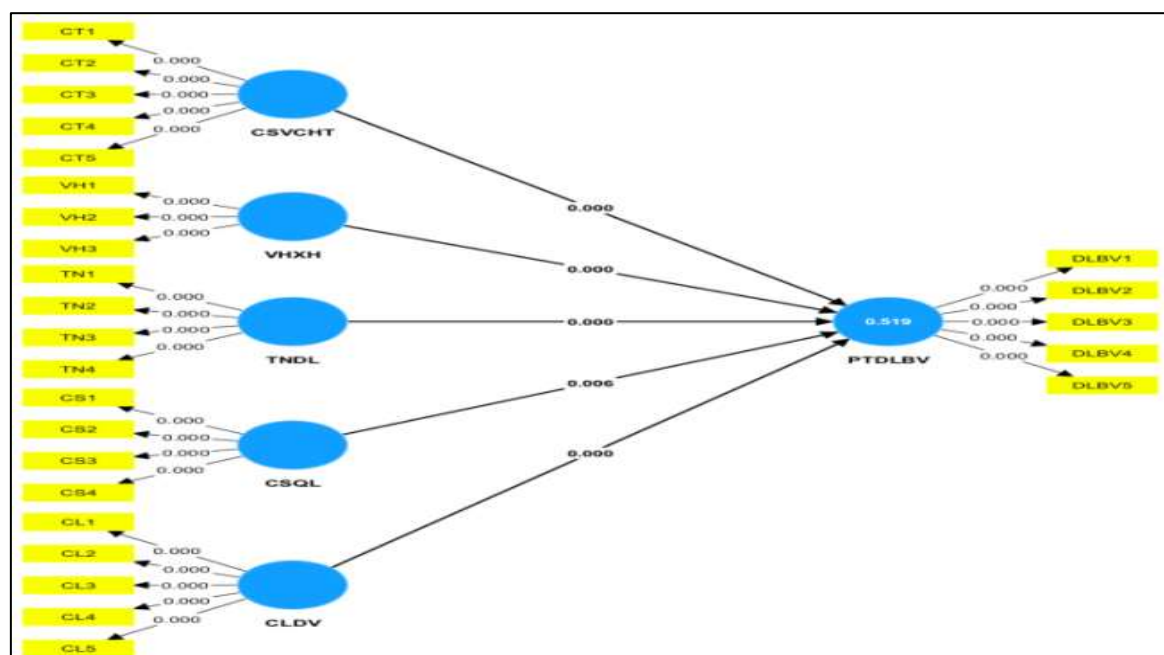 CT1
0.000
CT2
0.000
CT3
0.000
CT4
0.000
CT5
0.000
CSVCHT
VH1
0.000
VH2
0.000
VH3
0.000
VHXH
TN1
0.000
TN2
0.000
TN3
0.000
TN4
0.000
TNDL
CS1
0.000
CS2
0.000
CS3
0.000
CS4
0.000
CSQL
CL1
0.000
CL2
0.000
CL3
0.000
CL4
0.000
CL5
0.000
CLDV
0.000
0.000
0.000
0.006
0.000
0.519
PTDLBV
DLBV1
0.000
DLBV2
0.000
DLBV3
0.000
DLBV4
0.000
DLBV5
0.000